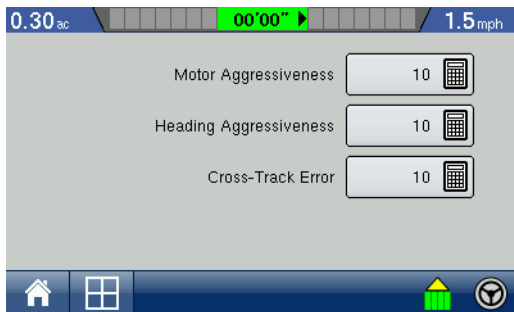 0.30 ac 00'00" 1.5 mph
Motor Aggressiveness 10
Heading Aggressiveness 10
Cross-Track Error 10